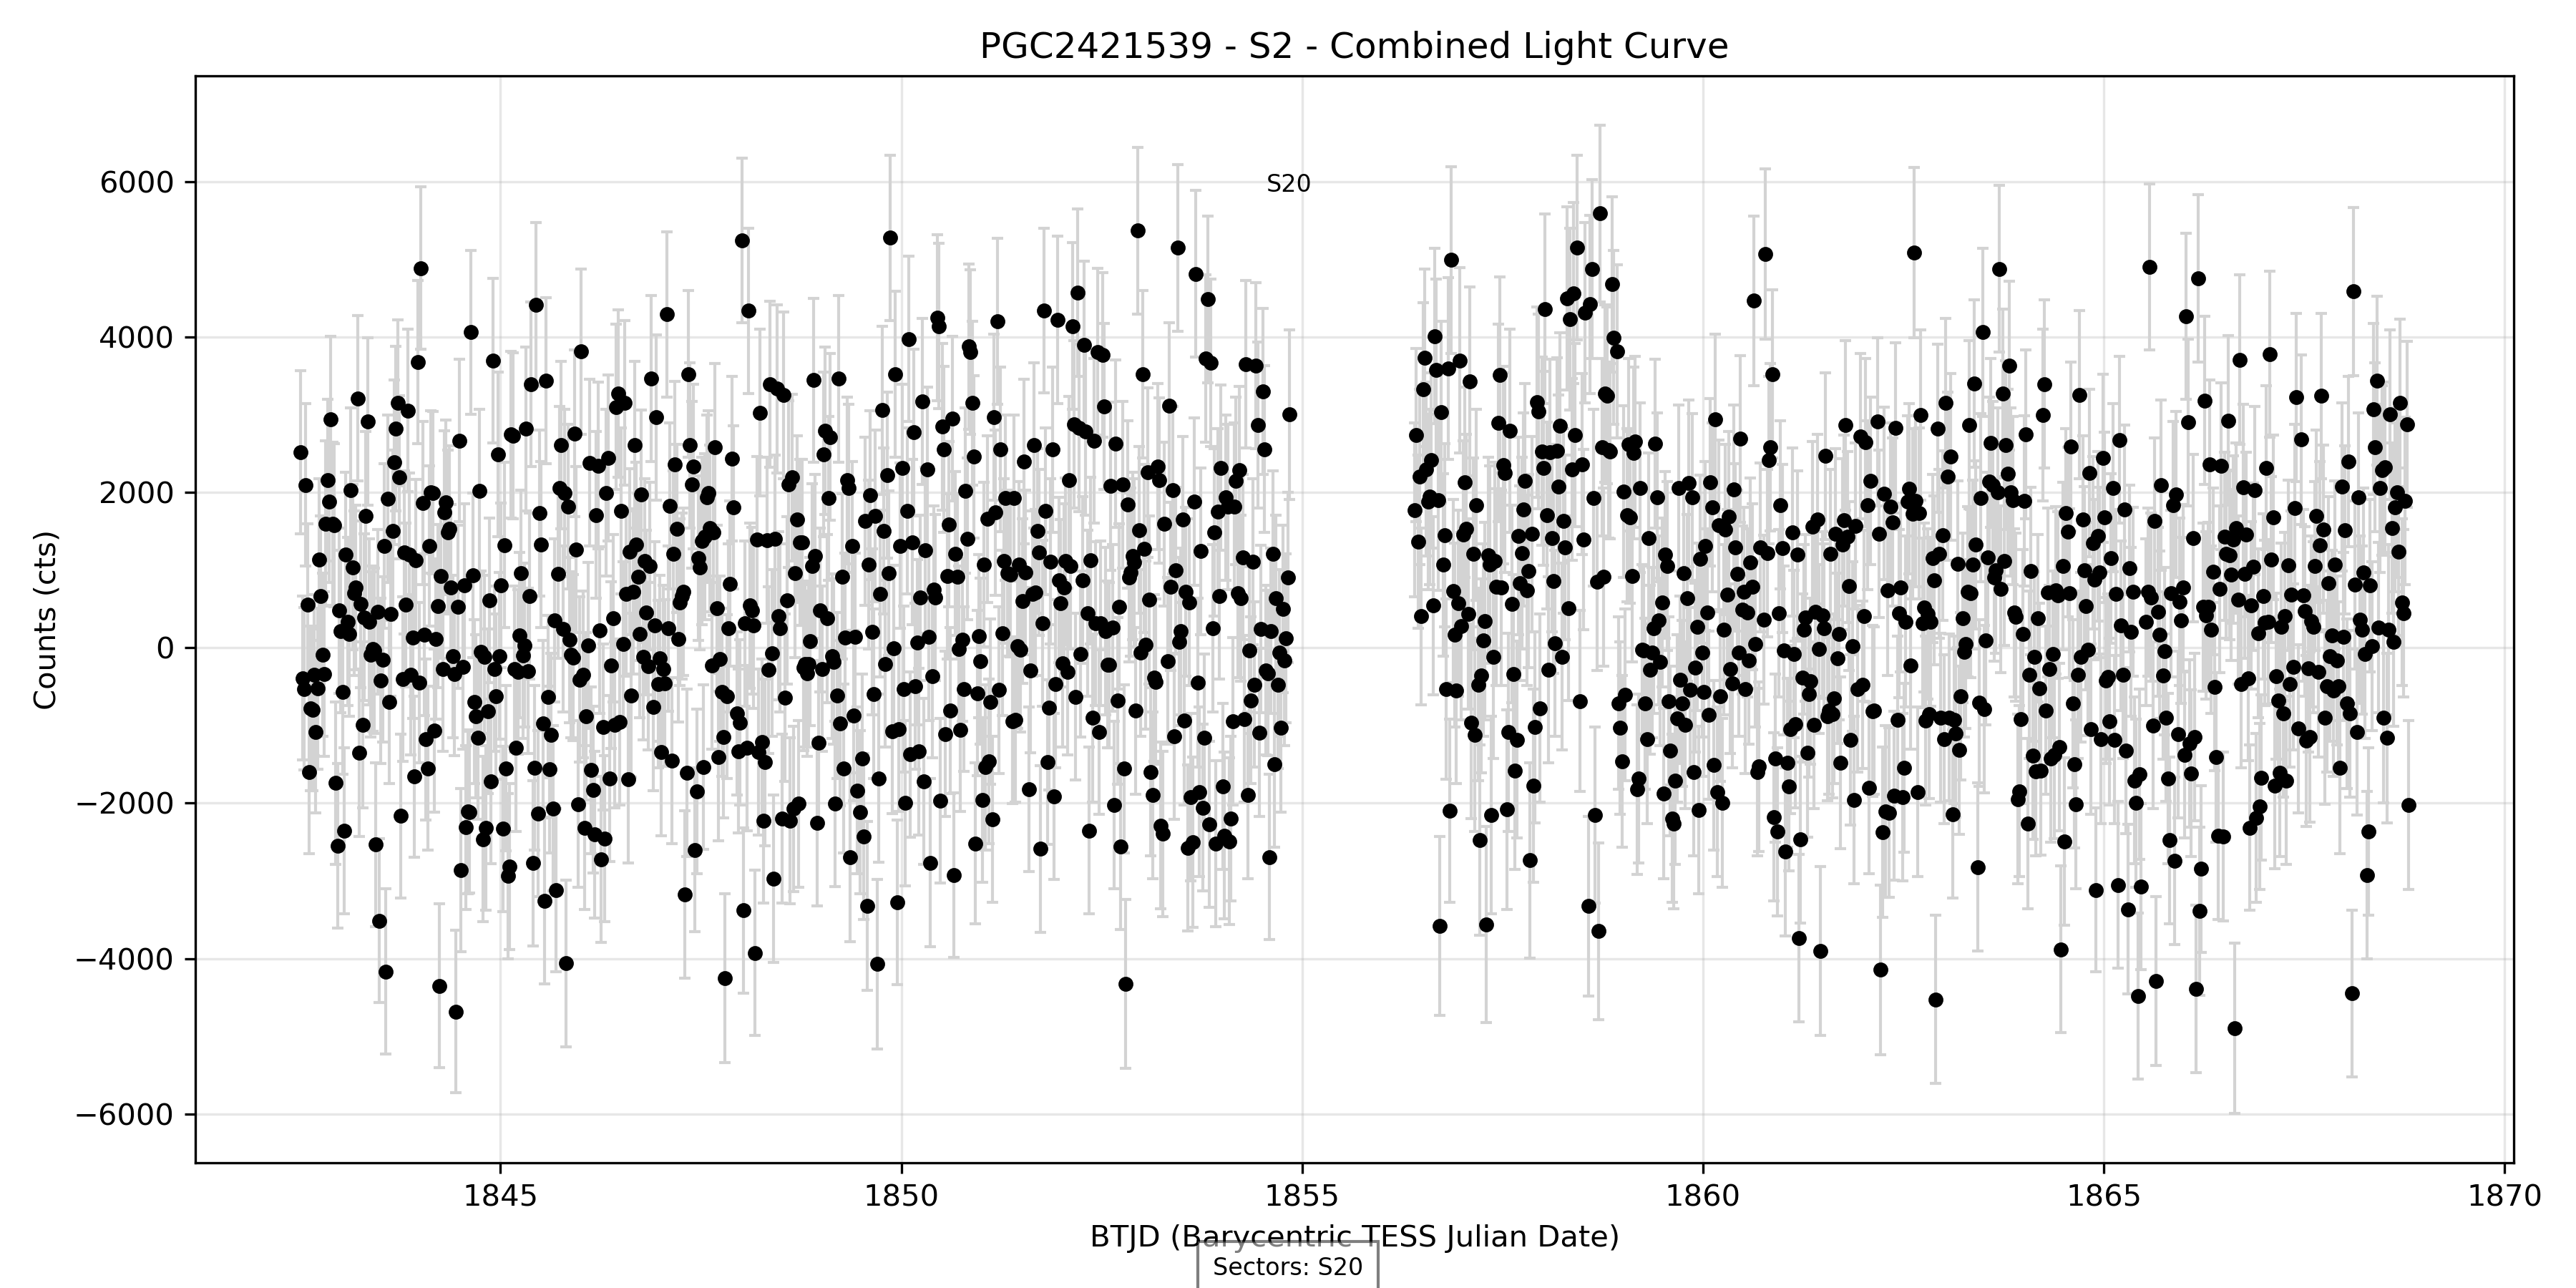 PGC2421539 - S2 - Combined Light Curve
6000
4000
2000
0
−2000
−4000
−6000
Counts (cts)
S20
1845
1850
1855
1860
1865
1870
BTJD (Barycentric TESS Julian Date)
Sectors: S20